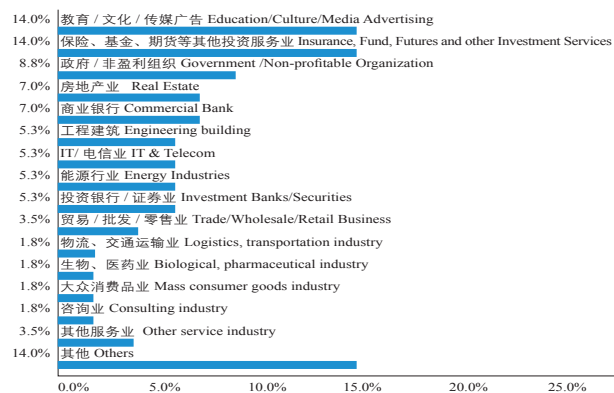 14.0% 教育 / 文化 / 传媒广告 Education/Culture/Media Advertising
14.0% 保险、基金、期货等其他投资服务业 Insurance, Fund, Futures and other Investment Services
8.8% 政府 / 非盈利组织 Government /Non-profitable Organization
7.0% 房地产业 Real Estate
7.0% 商业银行 Commercial Bank
5.3% 工程建筑 Engineering building
5.3% IT/ 电信业 IT & Telecom
5.3% 能源行业 Energy Industries
5.3% 投资银行 / 证券业 Investment Banks/Securities
3.5% 贸易 / 批发 / 零售业 Trade/Wholesale/Retail Business
1.8% 物流、交通运输业 Logistics, transportation industry
1.8% 生物、医药业 Biological, pharmaceutical industry
1.8% 大众消费品业 Mass consumer goods industry
1.8% 咨询业 Consulting industry
3.5% 其他服务业 Other service industry
14.0% 其他 Others
0.0% 5.0% 10.0% 15.0% 20.0% 25.0%